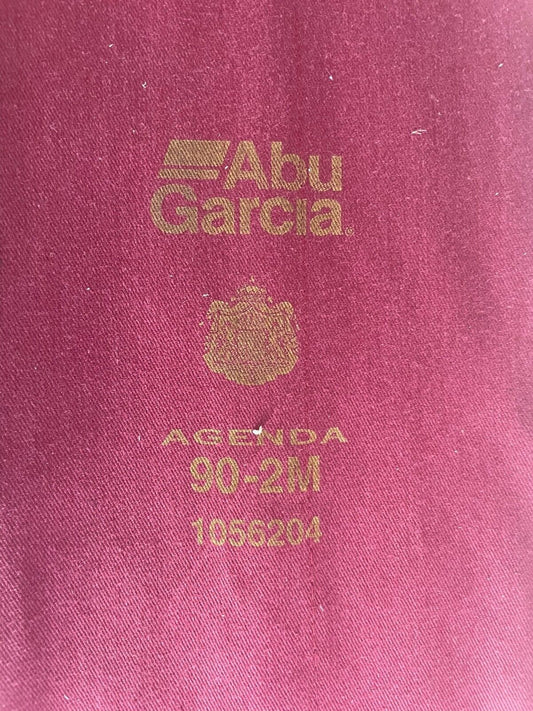 Abu
Garcia®
AGENDA
90-2M
1056204